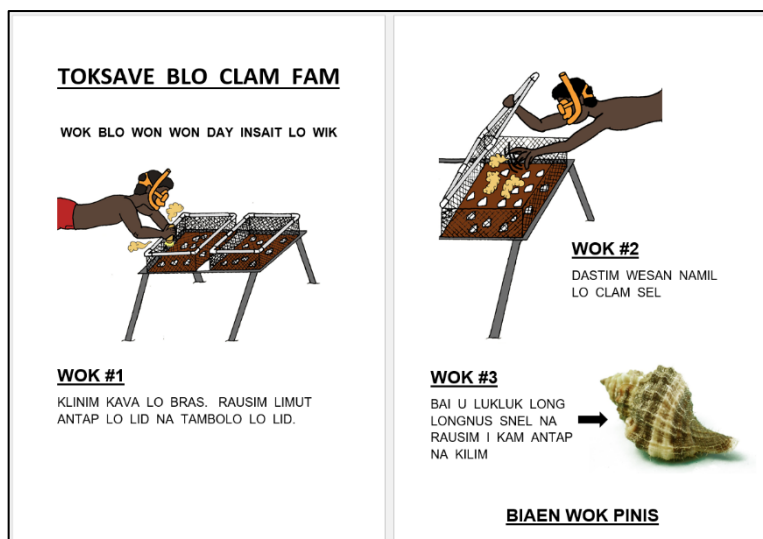 TOKSAVE BLO CLAM FAM
WOK BLO WON WON DAY INSAIT LO WIK
WOK #1
KLINIM KAVA LO BRAS. RAUSIM LIMUT
ANTAP LO LID NA TAMBOLO LO LID.
WOK #2
DASTIM WESAN NAMIL
LO CLAM SEL
WOK #3
BAI U LUKLUK LONG
LONGNUS SNEL NA
RAUSIM I KAM ANTAP
NA KILIM
BIAEN WOK PINIS